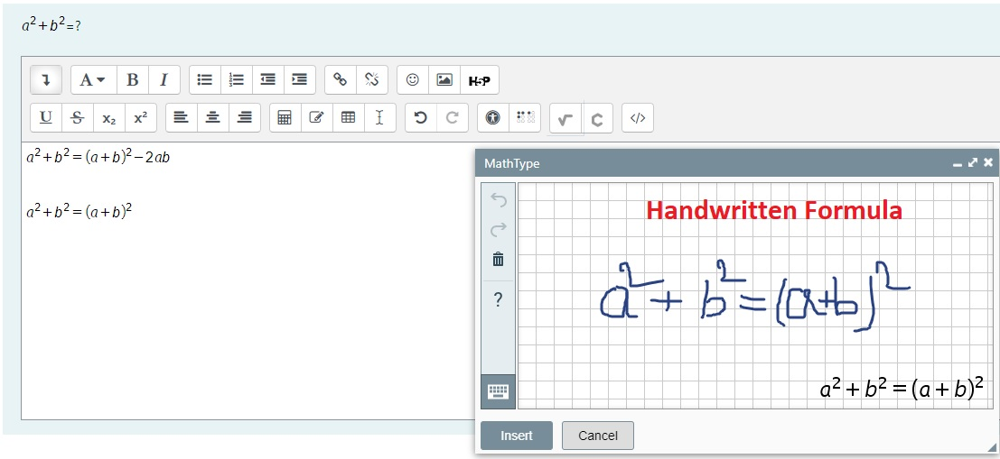 a²+b²=?
A B I H5P
U S x₂ x² </>
a²+b²=(a+b)²−2ab
a²+b²=(a+b)²
MathType
Handwritten Formula
?
a²+b²=(a+b)²
a²+b²=(a+b)²
Insert Cancel